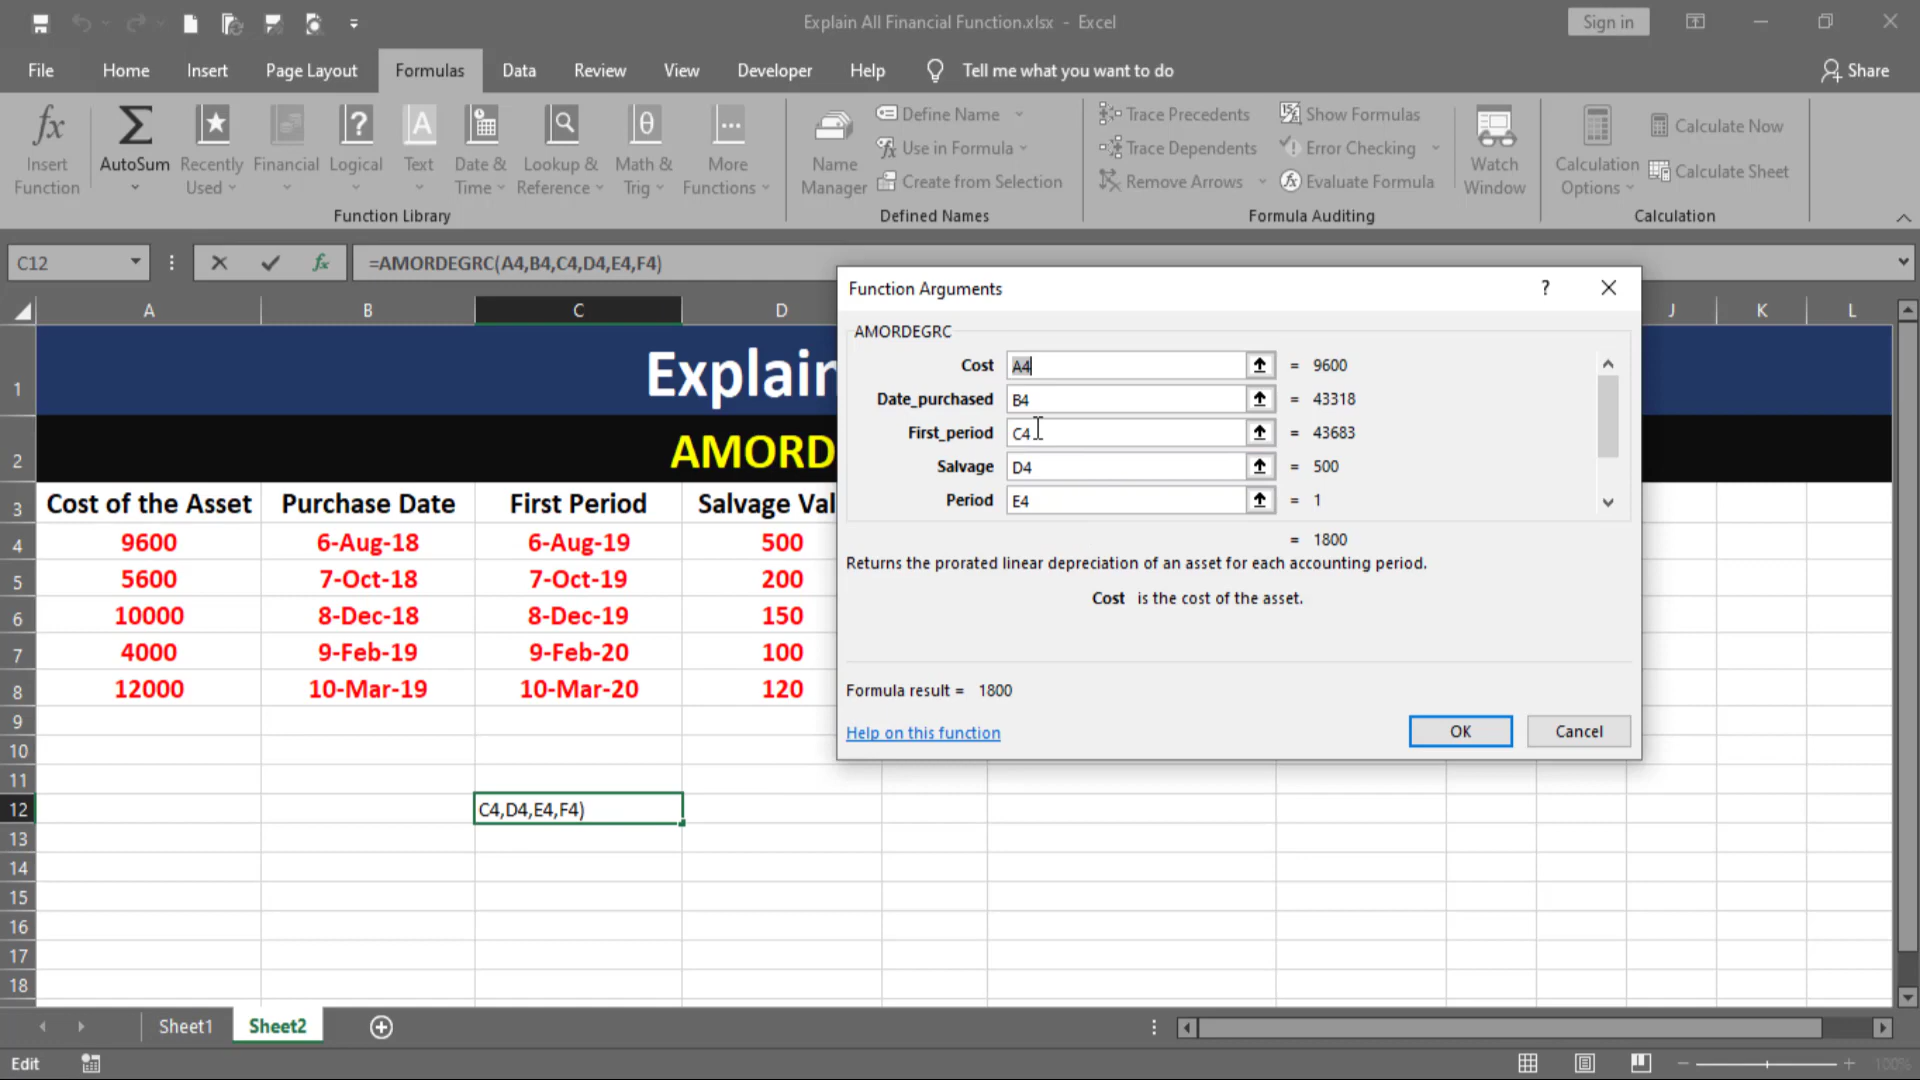 Explain All Financial Function.xlsx - Excel
Sign in
File Home Insert Page Layout Formulas Data Review View Developer Help Tell me what you want to do Share
fx Insert Function
AutoSum
Recently Used
Financial
Logical
Text
Date & Time
Lookup & Reference
Math & Trig
More Functions
Function Library
Name Manager
Define Name
Use in Formula
Create from Selection
Defined Names
Trace Precedents
Trace Dependents
Remove Arrows
Show Formulas
Error Checking
Evaluate Formula
Formula Auditing
Watch Window
Calculation Options
Calculate Now
Calculate Sheet
Calculation
C12 fx =AMORDEGRC(A4,B4,C4,D4,E4,F4)
A B C D J K L
1 Explain
2 AMORD
3 Cost of the Asset Purchase Date First Period Salvage Val
4 9600 6-Aug-18 6-Aug-19 500
5 5600 7-Oct-18 7-Oct-19 200
6 10000 8-Dec-18 8-Dec-19 150
7 4000 9-Feb-19 9-Feb-20 100
8 12000 10-Mar-19 10-Mar-20 120
9
10
11
12 C4,D4,E4,F4)
13
14
15
16
17
18
Function Arguments ?
AMORDEGRC
Cost A4 = 9600
Date_purchased B4 = 43318
First_period C4 = 43683
Salvage D4 = 500
Period E4 = 1
= 1800
Returns the prorated linear depreciation of an asset for each accounting period.
Cost is the cost of the asset.
Formula result = 1800
Help on this function
OK Cancel
Sheet1 Sheet2
Edit
100%